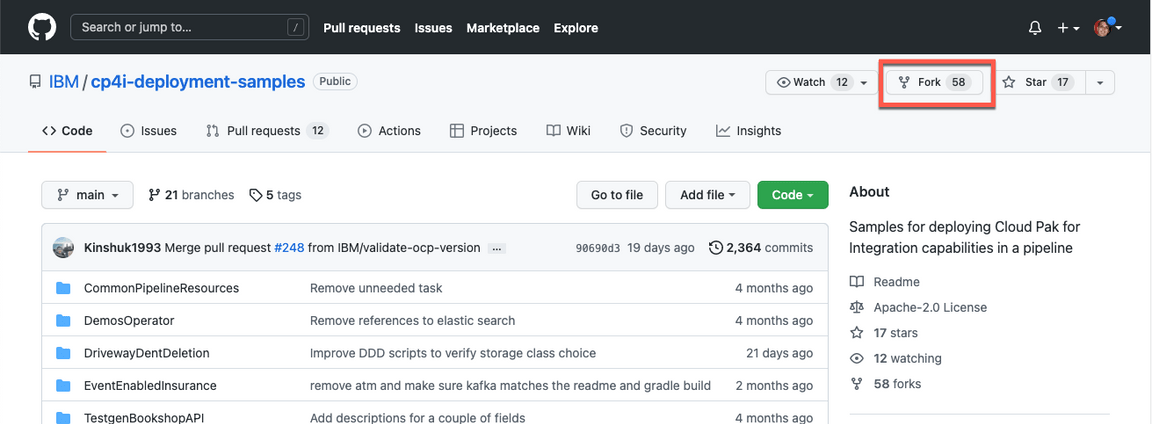 Search or jump to... / Pull requests Issues Marketplace Explore
IBM / cp4i-deployment-samples Public Watch 12 Fork 58 Star 17
Code Issues Pull requests 12 Actions Projects Wiki Security Insights
main 21 branches 5 tags Go to file Add file Code
About
Samples for deploying Cloud Pak for
Integration capabilities in a pipeline
Readme
Apache-2.0 License
17 stars
12 watching
58 forks
Kinshuk1993 Merge pull request #248 from IBM/validate-ocp-version ... 90690d3 19 days ago 2,364 commits
CommonPipelineResources Remove unneeded task 4 months ago
DemosOperator Remove references to elastic search 4 months ago
DrivewayDentDeletion Improve DDD scripts to verify storage class choice 21 days ago
EventEnabledInsurance remove atm and make sure kafka matches the readme and gradle build 2 months ago
TestgenBookshopAPI Add descriptions for a couple of fields 4 months ago